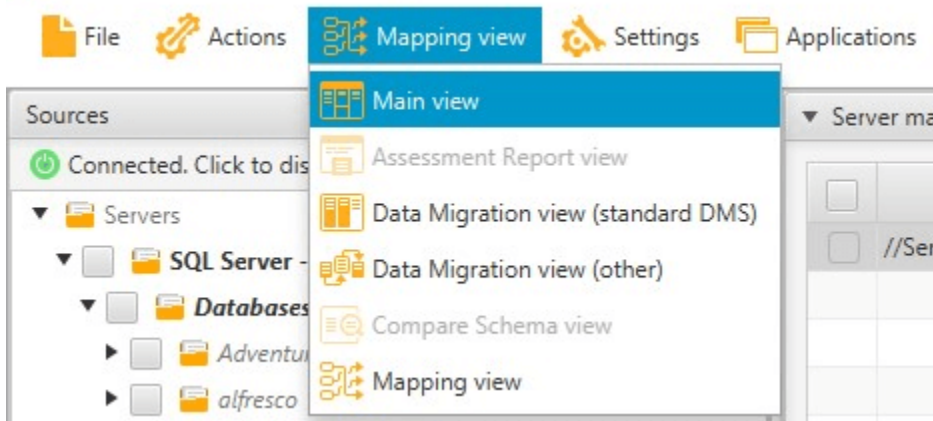 File Actions Mapping view Settings Applications
Sources
Connected. Click to dis
Servers
SQL Server -
Databases
alfresco
Main view
Assessment Report view
Data Migration view (standard DMS)
Data Migration view (other)
Compare Schema view
Mapping view
Server ma
//Ser